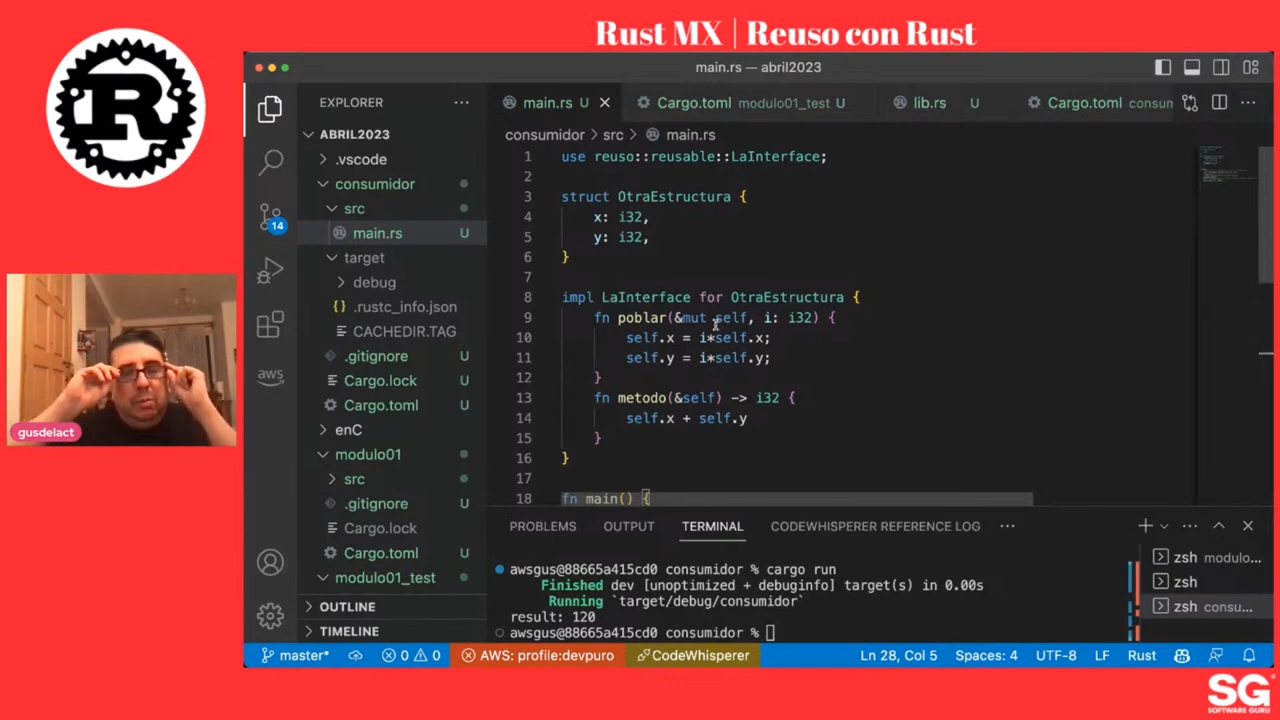 Rust MX | Reuso con Rust
R
main.rs — abril2023
EXPLORER
ABRIL2023
.vscode
consumidor
src
main.rs U
target
debug
{} .rustc_info.json
CACHEDIR.TAG
.gitignore U
Cargo.lock U
Cargo.toml U
enC
modulo01
src
.gitignore U
Cargo.lock
Cargo.toml U
modulo01_test
OUTLINE
TIMELINE
14
aws
main.rs U
Cargo.toml modulo01_test U
lib.rs U
Cargo.toml consum
consumidor > src > main.rs
1 use reuso::reusable::LaInterface;
2
3 struct OtraEstructura {
4 x: i32,
5 y: i32,
6 }
7
8 impl LaInterface for OtraEstructura {
9 fn poblar(&mut self, i: i32) {
10 self.x = i*self.x;
11 self.y = i*self.y;
12 }
13 fn metodo(&self) -> i32 {
14 self.x + self.y
15 }
16 }
17
18 fn main() {
PROBLEMS OUTPUT TERMINAL CODEWHISPERER REFERENCE LOG
awsgus@88665a415cd0 consumidor % cargo run
Finished dev [unoptimized + debuginfo] target(s) in 0.00s
Running `target/debug/consumidor`
result: 120
awsgus@88665a415cd0 consumidor %
zsh modulo...
zsh
zsh consu...
master* 0 0 AWS: profile:devpuro CodeWhisperer Ln 28, Col 5 Spaces: 4 UTF-8 LF Rust
gusdelact
SG
SOFTWARE GURU